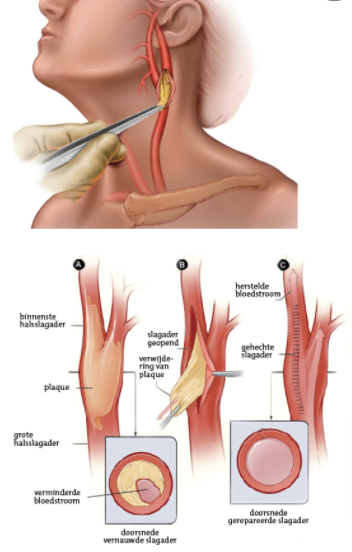 A
B
C
herstelde
bloedstroom
binnenste
halsslagader
slagader
geopend
gehechte
slagader
verwijde-
ring van
plaque
plaque
grote
halsslagader
verminderde
bloedstroom
doorsnede
gerepareerde slagader
doorsnede
vernauwde slagader